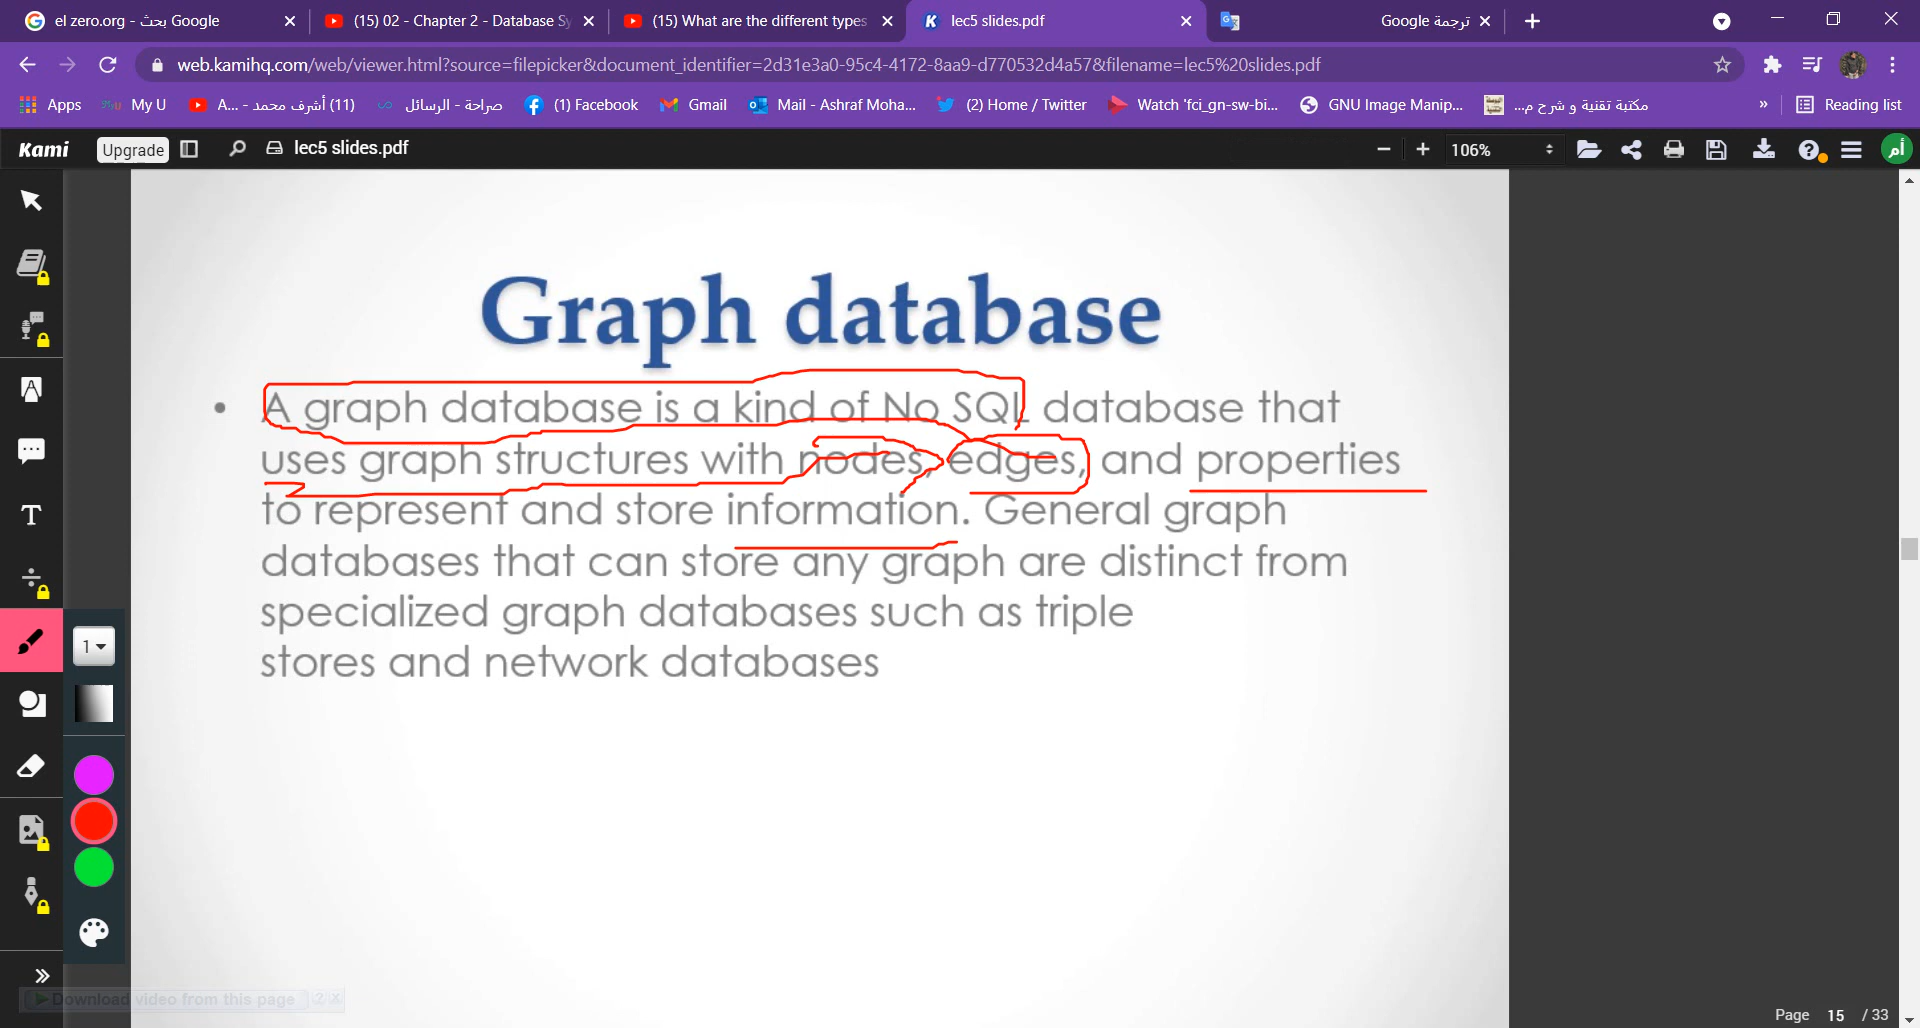 el zero.org - بحث Google
(15) 02 - Chapter 2 - Database Sy
(15) What are the different types
lec5 slides.pdf
ترجمة Google
web.kamihq.com/web/viewer.html?source=filepicker&document_identifier=2d31e3a0-95c4-4172-8aa9-d770532d4a57&filename=lec5%20slides.pdf
Apps
My U
(11) أشرف محمد - A...
صراحة - الرسائل
(1) Facebook
Gmail
Mail - Ashraf Moha...
(2) Home / Twitter
Watch 'fci_gn-sw-bi...
GNU Image Manip...
مكتبة تقنية و شرح م...
»
Reading list
Kami
Upgrade
lec5 slides.pdf
106%
أم
Graph database
• A graph database is a kind of No SQL database that
uses graph structures with nodes, edges, and properties
to represent and store information. General graph
databases that can store any graph are distinct from
specialized graph databases such as triple
stores and network databases
1
Download video from this page
Page 15 / 33